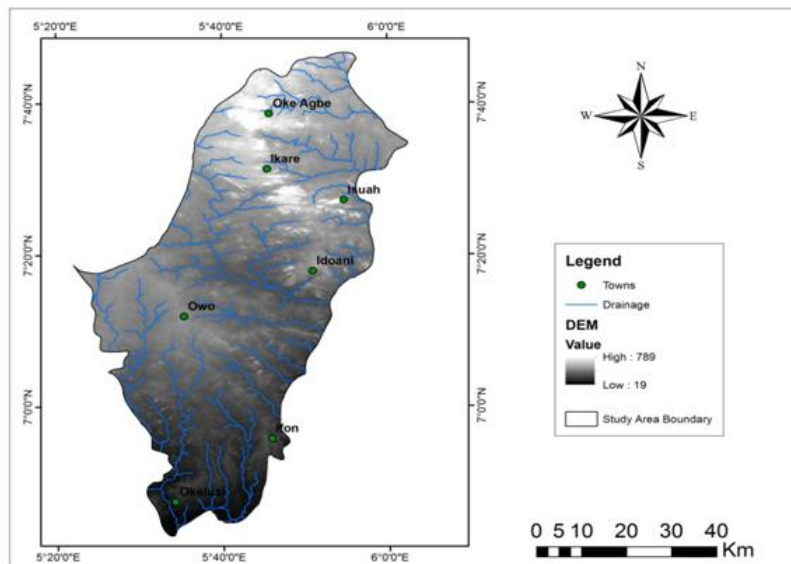 5°20'0"E 5°40'0"E 6°0'0"E
7°40'0"N 7°40'0"N
Oke Agbe
Ikare
Isuah
7°20'0"N 7°20'0"N
Idoani
Owo
7°0'0"N 7°0'0"N
Ifon
Okeluxi
5°20'0"E 5°40'0"E 6°0'0"E
N
W E
S
Legend
Towns
Drainage
DEM
Value
High : 789
Low : 19
Study Area Boundary
0 5 10 20 30 40
Km